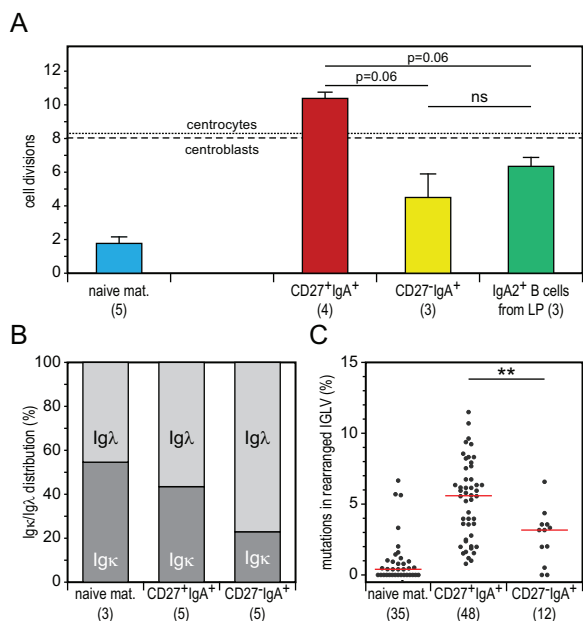 A
cell divisions
12
10
8
6
4
2
0
p=0.06
p=0.06
ns
centrocytes
centroblasts
naive mat.
(5)
CD27+IgA+
(4)
CD27-IgA+
(3)
IgA2+ B cells
from LP (3)
B
Igκ/Igλ distribution (%)
100
80
60
40
20
0
Igλ
Igλ
Igλ
Igκ
Igκ
Igκ
naive mat.
(3)
CD27+IgA+
(5)
CD27-IgA+
(5)
C
mutations in rearranged IGLV (%)
15
10
5
0
**
naive mat.
(35)
CD27+IgA+
(48)
CD27-IgA+
(12)